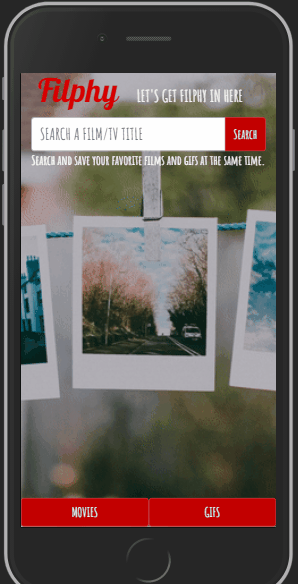 Filphy
LET'S GET FILPHY IN HERE
SEARCH A FILM/TV TITLE
SEARCH
SEARCH AND SAVE YOUR FAVORITE FILMS AND GIFS AT THE SAME TIME.
MOVIES
GIFS